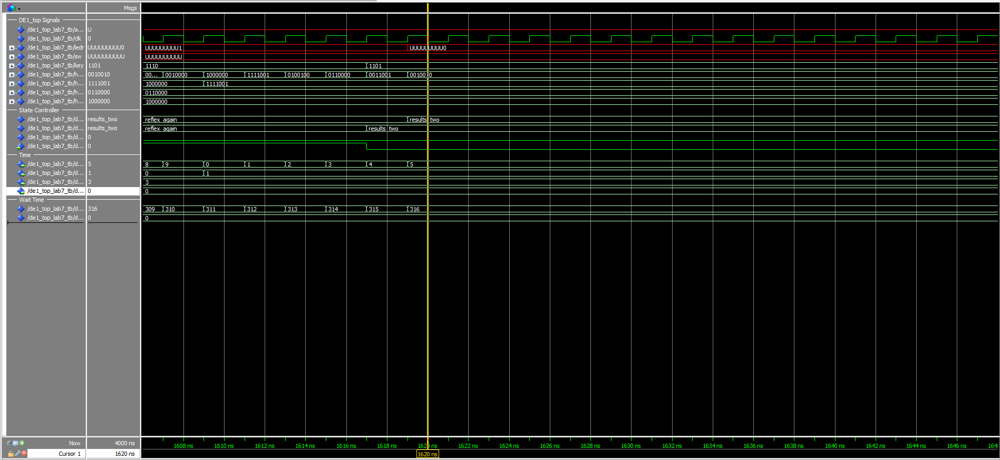 Msgs
DE1_top Signals
/de1_top_lab7_tb/a... U
/de1_top_lab7_tb/clk 0
/de1_top_lab7_tb/ledr UUUUUUUUU0 UUUUUUUUU1 UUUUUUUUU0
/de1_top_lab7_tb/sw UUUUUUUUUU UUUUUUUUUU
/de1_top_lab7_tb/key 1101 1110 1101
/de1_top_lab7_tb/h... 0010010 00... 0010000 1000000 1111001 0100100 0110000 0011001 0010010
/de1_top_lab7_tb/h... 1111001 1000000 1111001
/de1_top_lab7_tb/h... 0110000 0110000
/de1_top_lab7_tb/h... 1000000 1000000
State Controller
/de1_top_lab7_tb/d... results_two reflex_again results_two
/de1_top_lab7_tb/d... results_two reflex_again results_two
/de1_top_lab7_tb/d... 0
/de1_top_lab7_tb/d... 0
Time
/de1_top_lab7_tb/d... 5 8 9 0 1 2 3 4 5
/de1_top_lab7_tb/d... 1 0 1
/de1_top_lab7_tb/d... 3 3
/de1_top_lab7_tb/d... 0 0
Wait Time
/de1_top_lab7_tb/d... 316 309 310 311 312 313 314 315 316
/de1_top_lab7_tb/d... 0 0
Now 4000 ns 1608 ns 1610 ns 1612 ns 1614 ns 1616 ns 1618 ns 1620 ns 1622 ns 1624 ns 1626 ns 1628 ns 1630 ns 1632 ns 1634 ns 1636 ns 1638 ns 1640 ns 1642 ns 1644 ns 1646 ns
Cursor 1 1620 ns 1620 ns